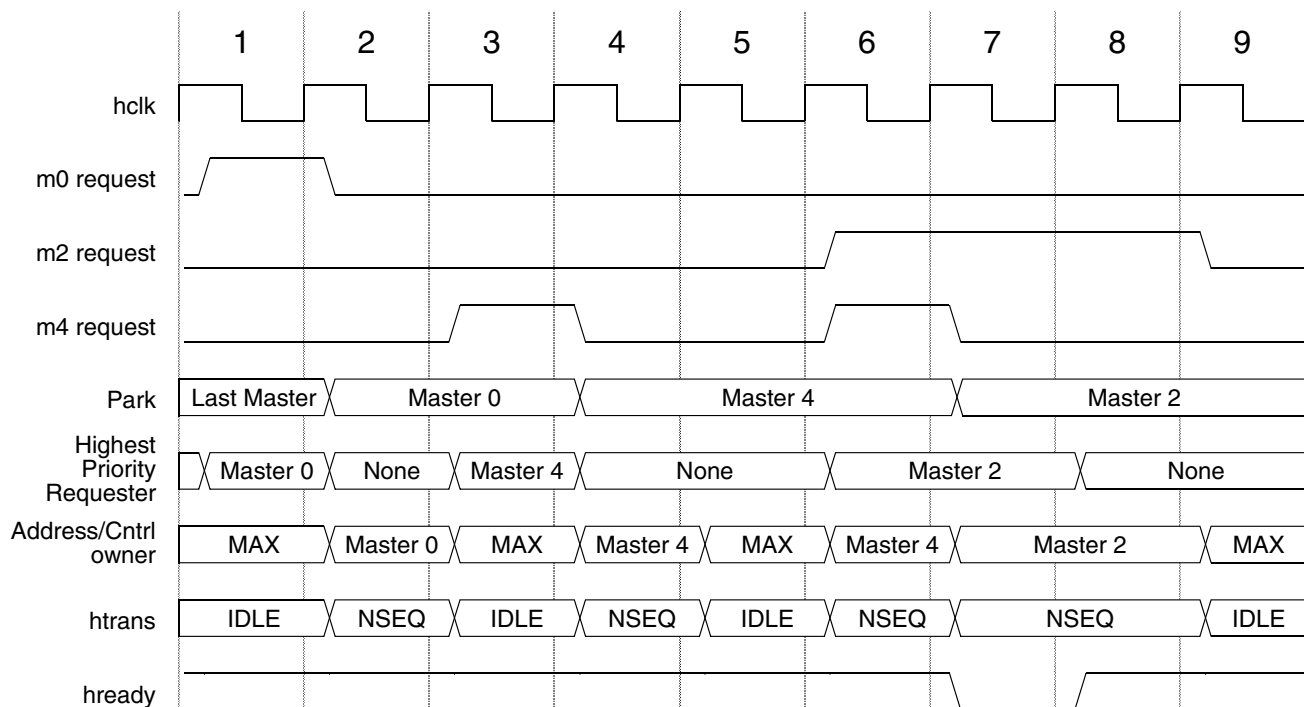 1 2 3 4 5 6 7 8 9
hclk
m0 request
m2 request
m4 request
Park Last Master Master 0 Master 4 Master 2
Highest
Priority
Requester
Master 0 None Master 4 None Master 2 None
Address/Cntrl
owner
MAX Master 0 MAX Master 4 MAX Master 4 Master 2 MAX
htrans IDLE NSEQ IDLE NSEQ IDLE NSEQ NSEQ IDLE
hready